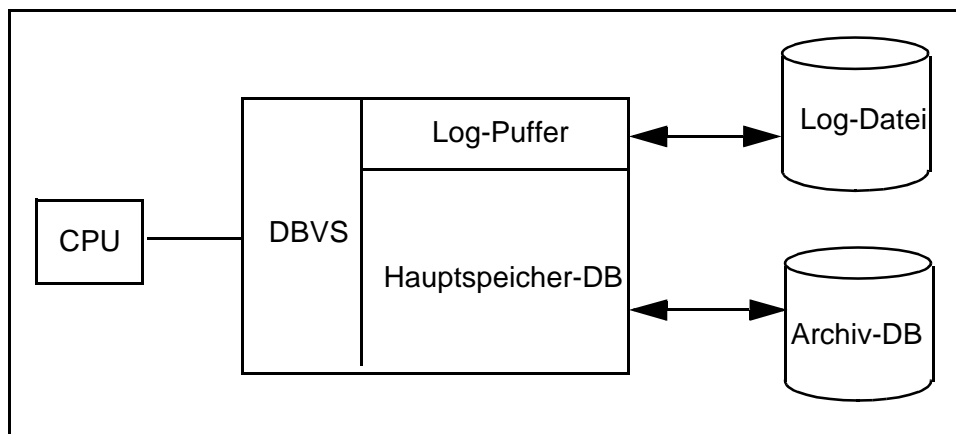 Log-Puffer
Log-Datei
CPU
DBVS
Hauptspeicher-DB
Archiv-DB